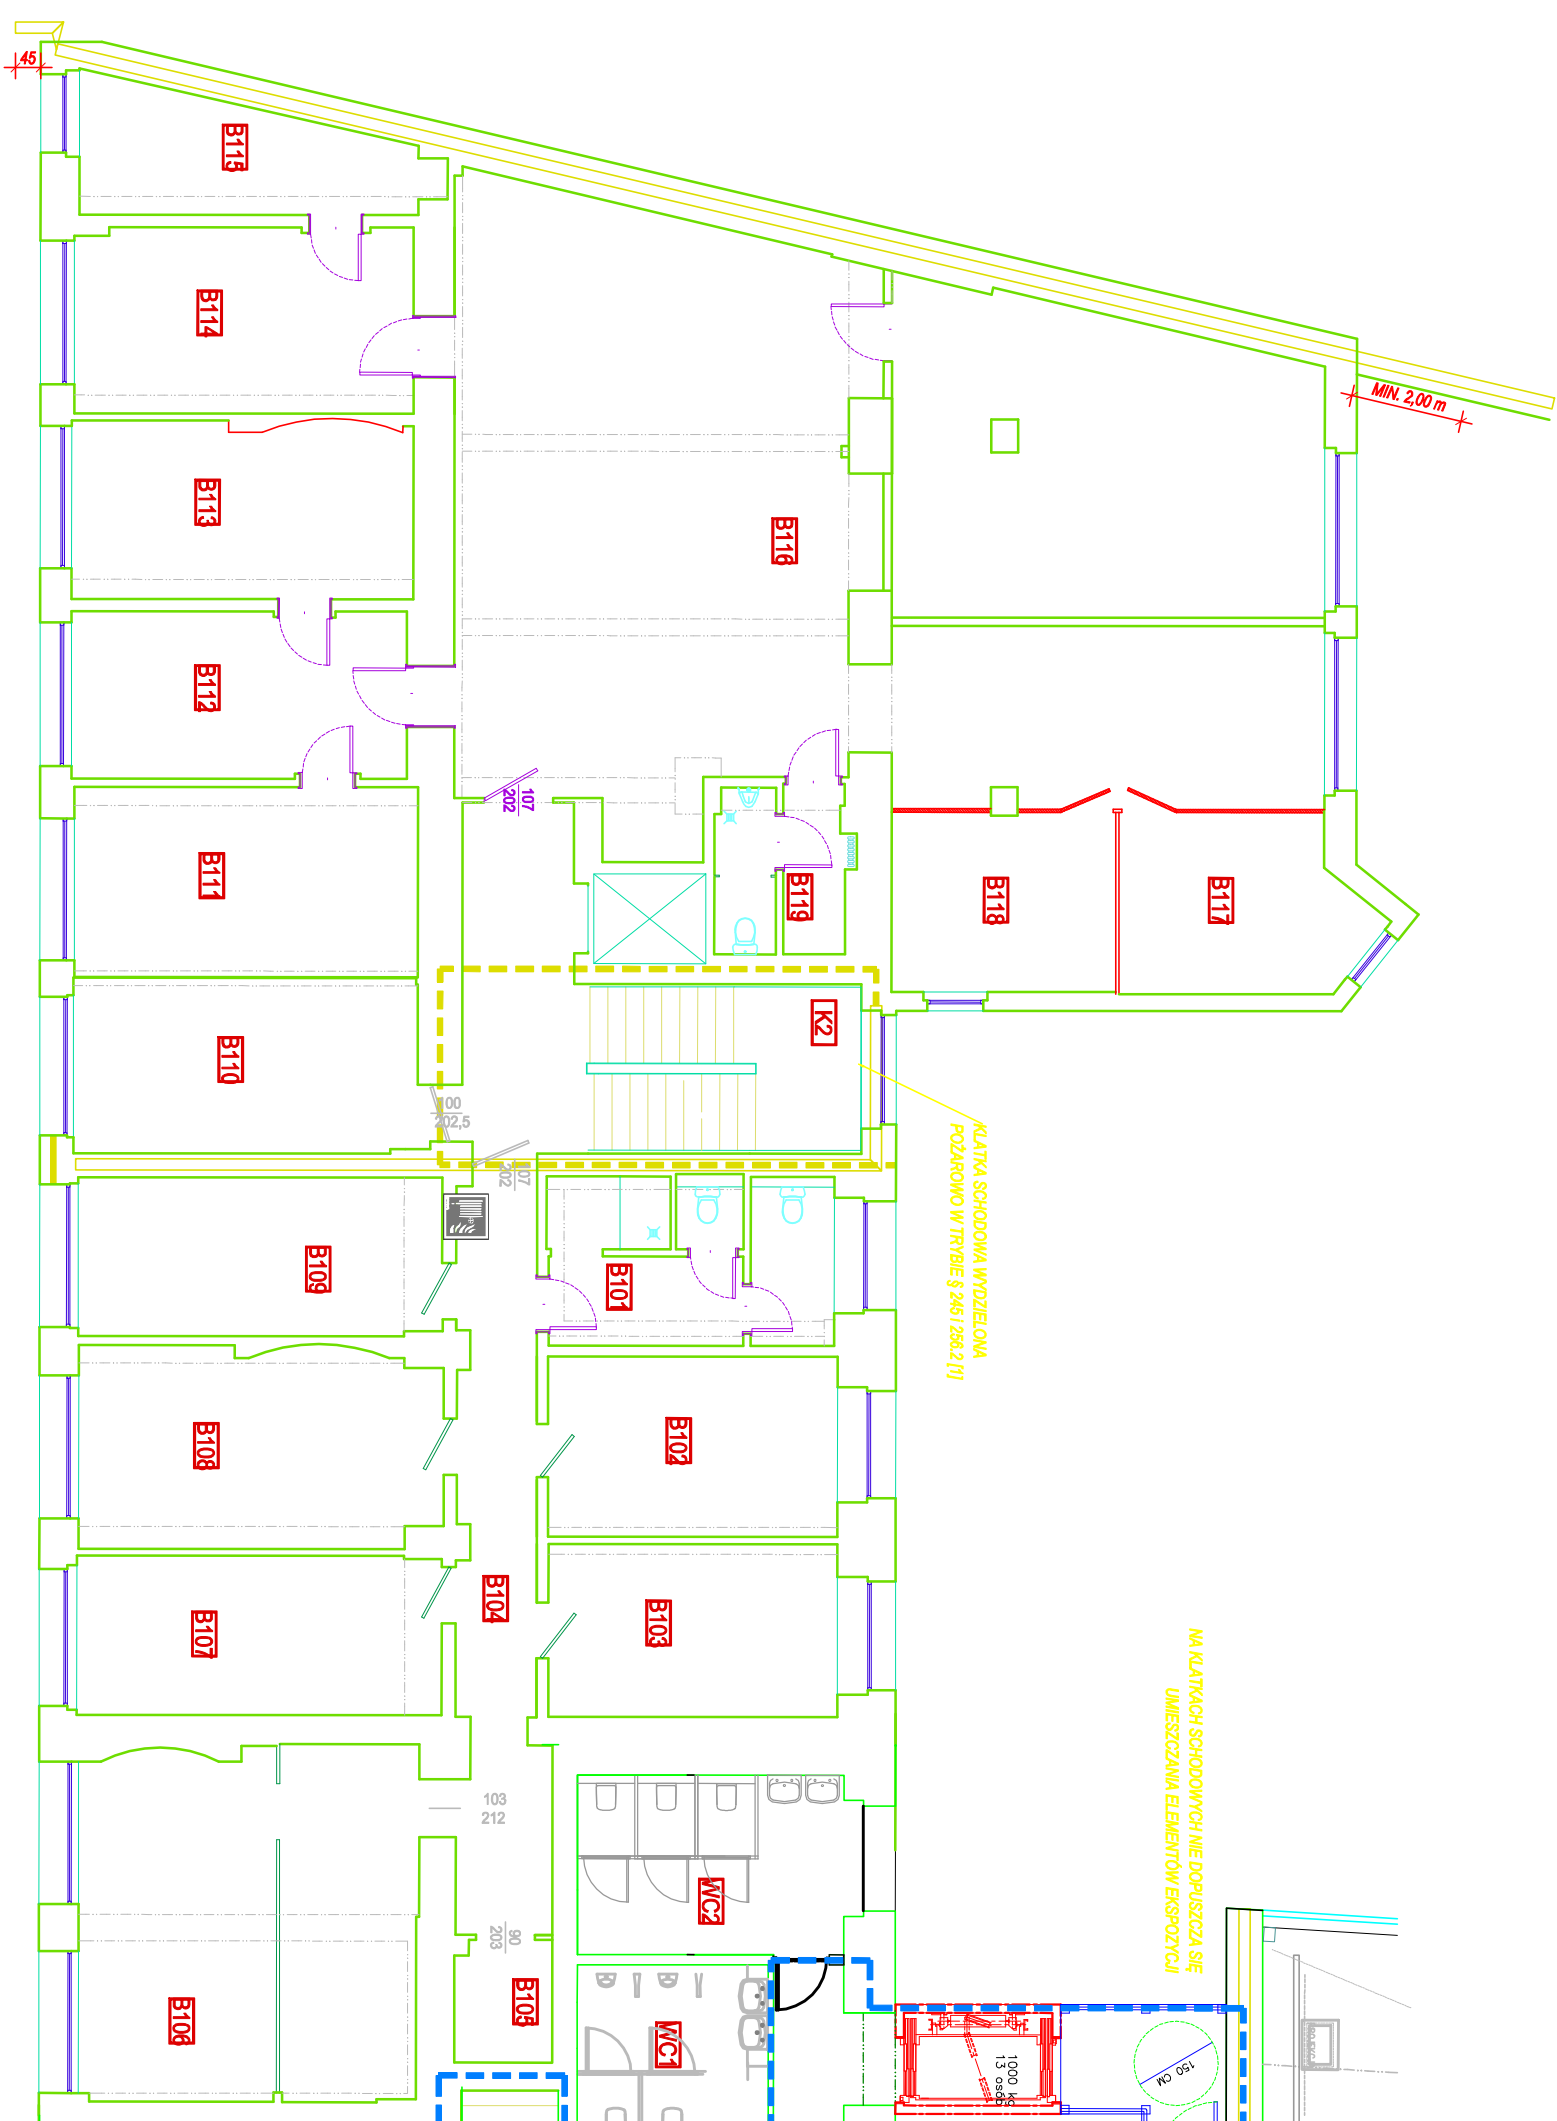 45
B115
B114
MIN. 2,00 m
B113
B116
B112
107
202
B111
B119
B118
B117
K2
B110
100
202,5
107
202
KLATKA SCHODOWA WYDZIELONA
POŻAROWO W TRYBIE § 245 i 256.2 [1]
B109
B101
B108
B102
B104
B107
B103
NA KLATKACH SCHODOWYCH NIE DOPUSZCZA SIĘ
UMIESZCZANIA ELEMENTÓW EKSPOZYCJI
103
212
WC2
90
203
B105
B106
WC1
1000 kg
13 osób
150 CM